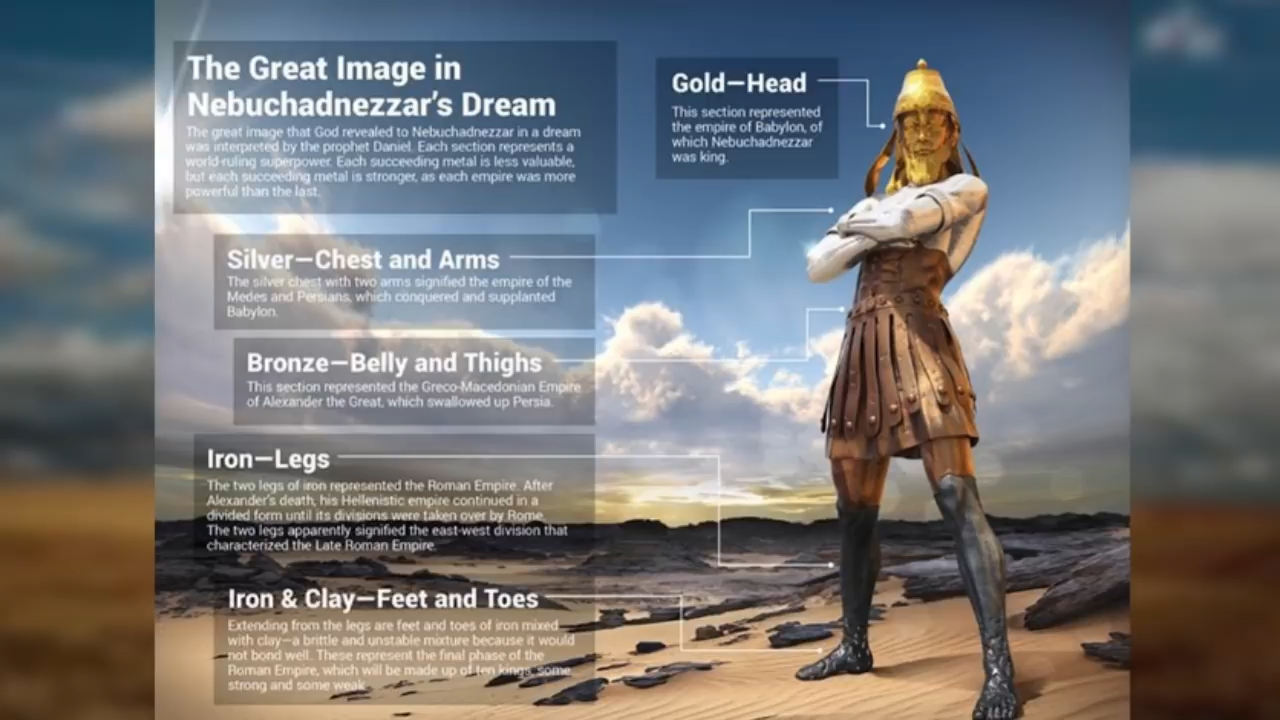 The Great Image in
Nebuchadnezzar's Dream
The great image that God revealed to Nebuchadnezzar in a dream
was interpreted by the prophet Daniel. Each section represents a
world-ruling superpower. Each succeeding metal is less valuable,
but each succeeding metal is stronger, as each empire was more
powerful than the last.
Gold—Head
This section represented
the empire of Babylon, of
which Nebuchadnezzar
was king.
Silver—Chest and Arms
The silver chest with two arms signified the empire of the
Medes and Persians, which conquered and supplanted
Babylon.
Bronze—Belly and Thighs
This section represented the Greco-Macedonian Empire
of Alexander the Great, which swallowed up Persia.
Iron—Legs
The two legs of iron represented the Roman Empire. After
Alexander's death, his Hellenistic empire continued in a
divided form until its divisions were taken over by Rome.
The two legs apparently signified the east-west division that
characterized the Late Roman Empire.
Iron & Clay—Feet and Toes
Extending from the legs are feet and toes of iron mixed
with clay—a brittle and unstable mixture because it would
not bond well. These represent the final phase of the
Roman Empire, which will be made up of ten kings, some
strong and some weak.